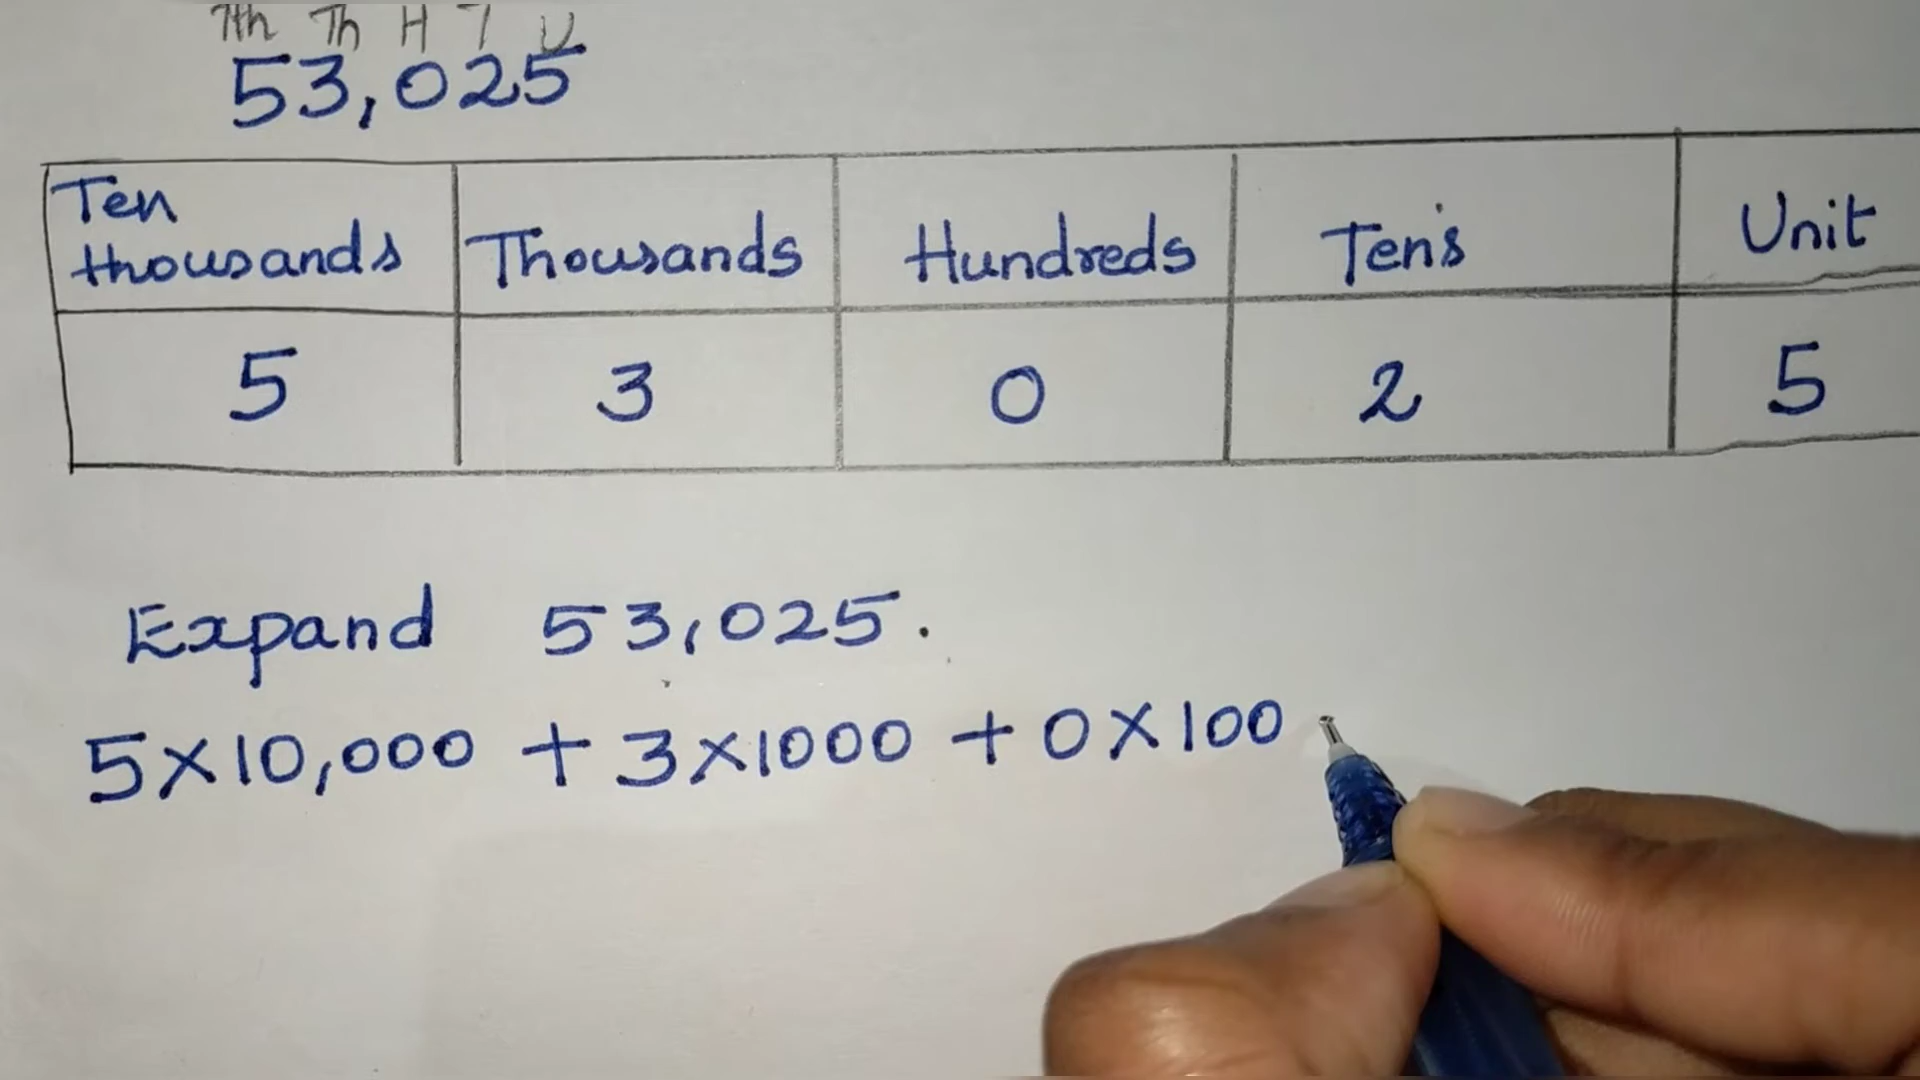 TTh Th H T U
53,025
Ten thousands Thousands Hundreds Ten's Unit
5 3 0 2 5
Expand 53,025.
5×10,000 + 3×1000 + 0×100